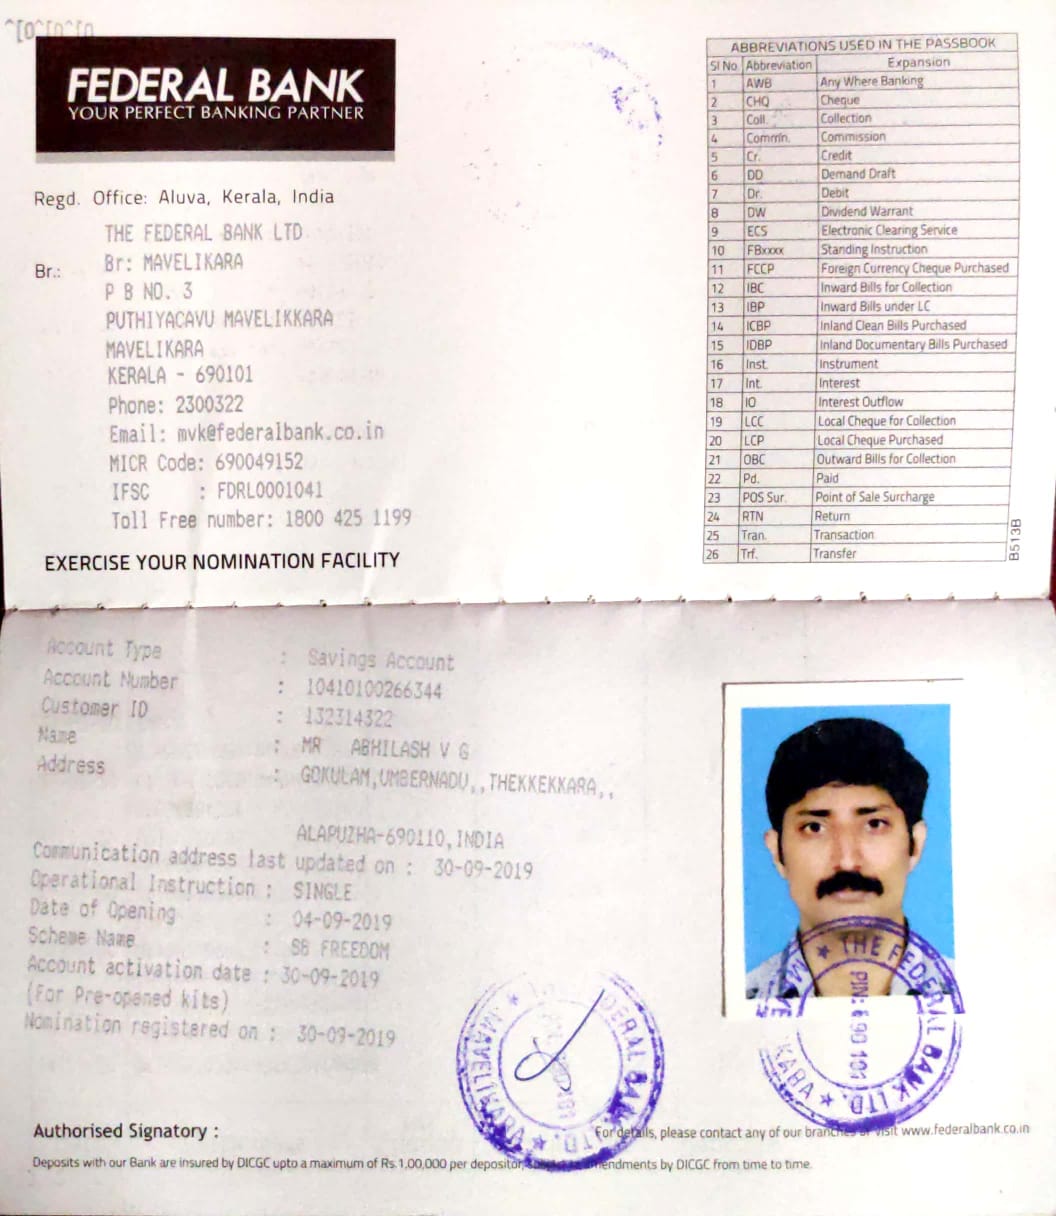 FEDERAL BANK
YOUR PERFECT BANKING PARTNER
Regd. Office: Aluva, Kerala, India
THE FEDERAL BANK LTD
Br.: Br: MAVELIKARA
P B NO. 3
PUTHIYACAVU MAVELIKKARA
MAVELIKARA
KERALA - 690101
Phone: 2300322
Email: mvk@federalbank.co.in
MICR Code: 690049152
IFSC : FDRL0001041
Toll Free number: 1800 425 1199
EXERCISE YOUR NOMINATION FACILITY
ABBREVIATIONS USED IN THE PASSBOOK
Sl No Abbreviation Expansion
1 AWB Any Where Banking
2 CHQ Cheque
3 Coll. Collection
4 Commn. Commission
5 Cr. Credit
6 DD Demand Draft
7 Dr. Debit
8 DW Dividend Warrant
9 ECS Electronic Clearing Service
10 FBxxxx Standing Instruction
11 FCCP Foreign Currency Cheque Purchased
12 IBC Inward Bills for Collection
13 IBP Inward Bills under LC
14 ICBP Inland Clean Bills Purchased
15 IDBP Inland Documentary Bills Purchased
16 Inst. Instrument
17 Int. Interest
18 IO Interest Outflow
19 LCC Local Cheque for Collection
20 LCP Local Cheque Purchased
21 OBC Outward Bills for Collection
22 Pd. Paid
23 POS Sur. Point of Sale Surcharge
24 RTN Return
25 Tran. Transaction
26 Trf. Transfer
B513B
Account Type : Savings Account
Account Number : 10410100266344
Customer ID : 132314322
Name : MR ABHILASH V G
Address : GOKULAM,UMBERNADU,,THEKKEKKARA,,
ALAPUZHA-690110,INDIA
Communication address last updated on : 30-09-2019
Operational Instruction : SINGLE
Date of Opening : 04-09-2019
Scheme Name : SB FREEDOM
Account activation date : 30-09-2019
(For Pre-opened kits)
Nomination registered on : 30-09-2019
THE FEDERAL BANK LTD. ★ MAVELIKARA ★
PIN: 690 101
THE FEDERAL BANK LTD. ★ MAVELIKARA ★
Authorised Signatory :
For details, please contact any of our branches or visit www.federalbank.co.in
Deposits with our Bank are insured by DICGC upto a maximum of Rs.1,00,000 per depositor, subject to amendments by DICGC from time to time.